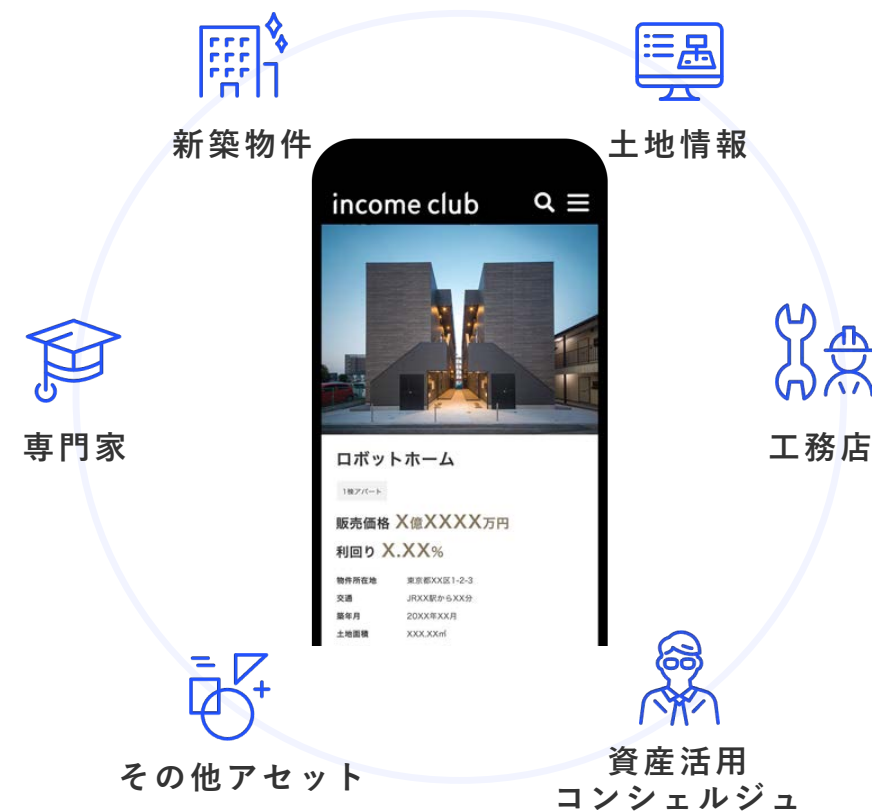 新築物件
土地情報
income club
専門家
工務店
ロボットホーム
1棟アパート
販売価格 X億XXXX万円
利回り X.XX%
物件所在地 東京都XX区1-2-3
交通 JRXX駅からXX分
築年月 20XX年XX月
土地面積 XXX.XX㎡
その他アセット
資産活用
コンシェルジュ